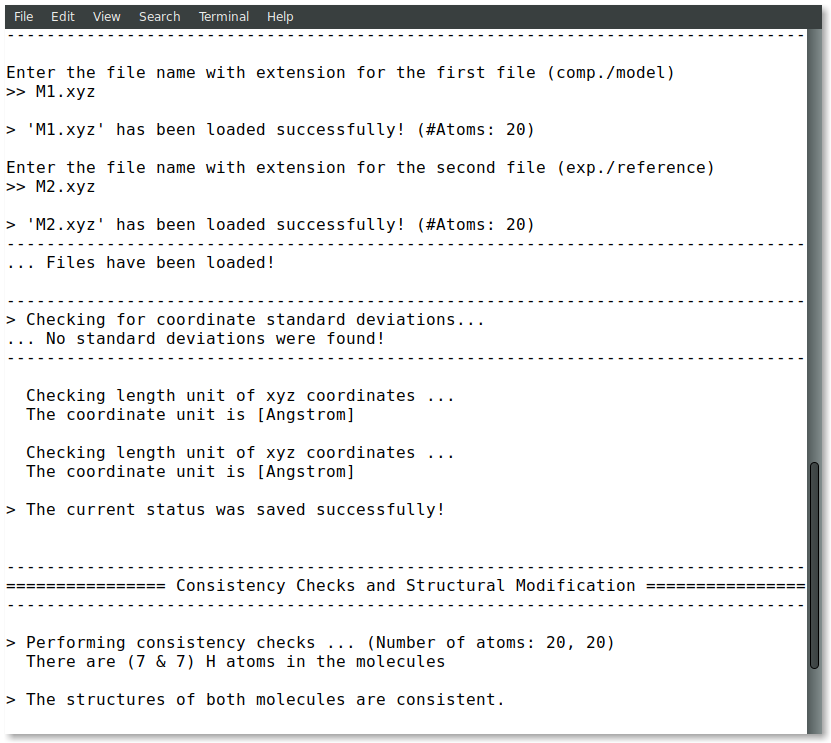 File Edit View Search Terminal Help
--------------------------------------------------------------------------------
Enter the file name with extension for the first file (comp./model)
>> M1.xyz
> 'M1.xyz' has been loaded successfully! (#Atoms: 20)
Enter the file name with extension for the second file (exp./reference)
>> M2.xyz
> 'M2.xyz' has been loaded successfully! (#Atoms: 20)
--------------------------------------------------------------------------------
... Files have been loaded!
--------------------------------------------------------------------------------
> Checking for coordinate standard deviations...
... No standard deviations were found!
--------------------------------------------------------------------------------
Checking length unit of xyz coordinates ...
The coordinate unit is [Angstrom]
Checking length unit of xyz coordinates ...
The coordinate unit is [Angstrom]
> The current status was saved successfully!
--------------------------------------------------------------------------------
================ Consistency Checks and Structural Modification ================
--------------------------------------------------------------------------------
> Performing consistency checks ... (Number of atoms: 20, 20)
There are (7 & 7) H atoms in the molecules
> The structures of both molecules are consistent.